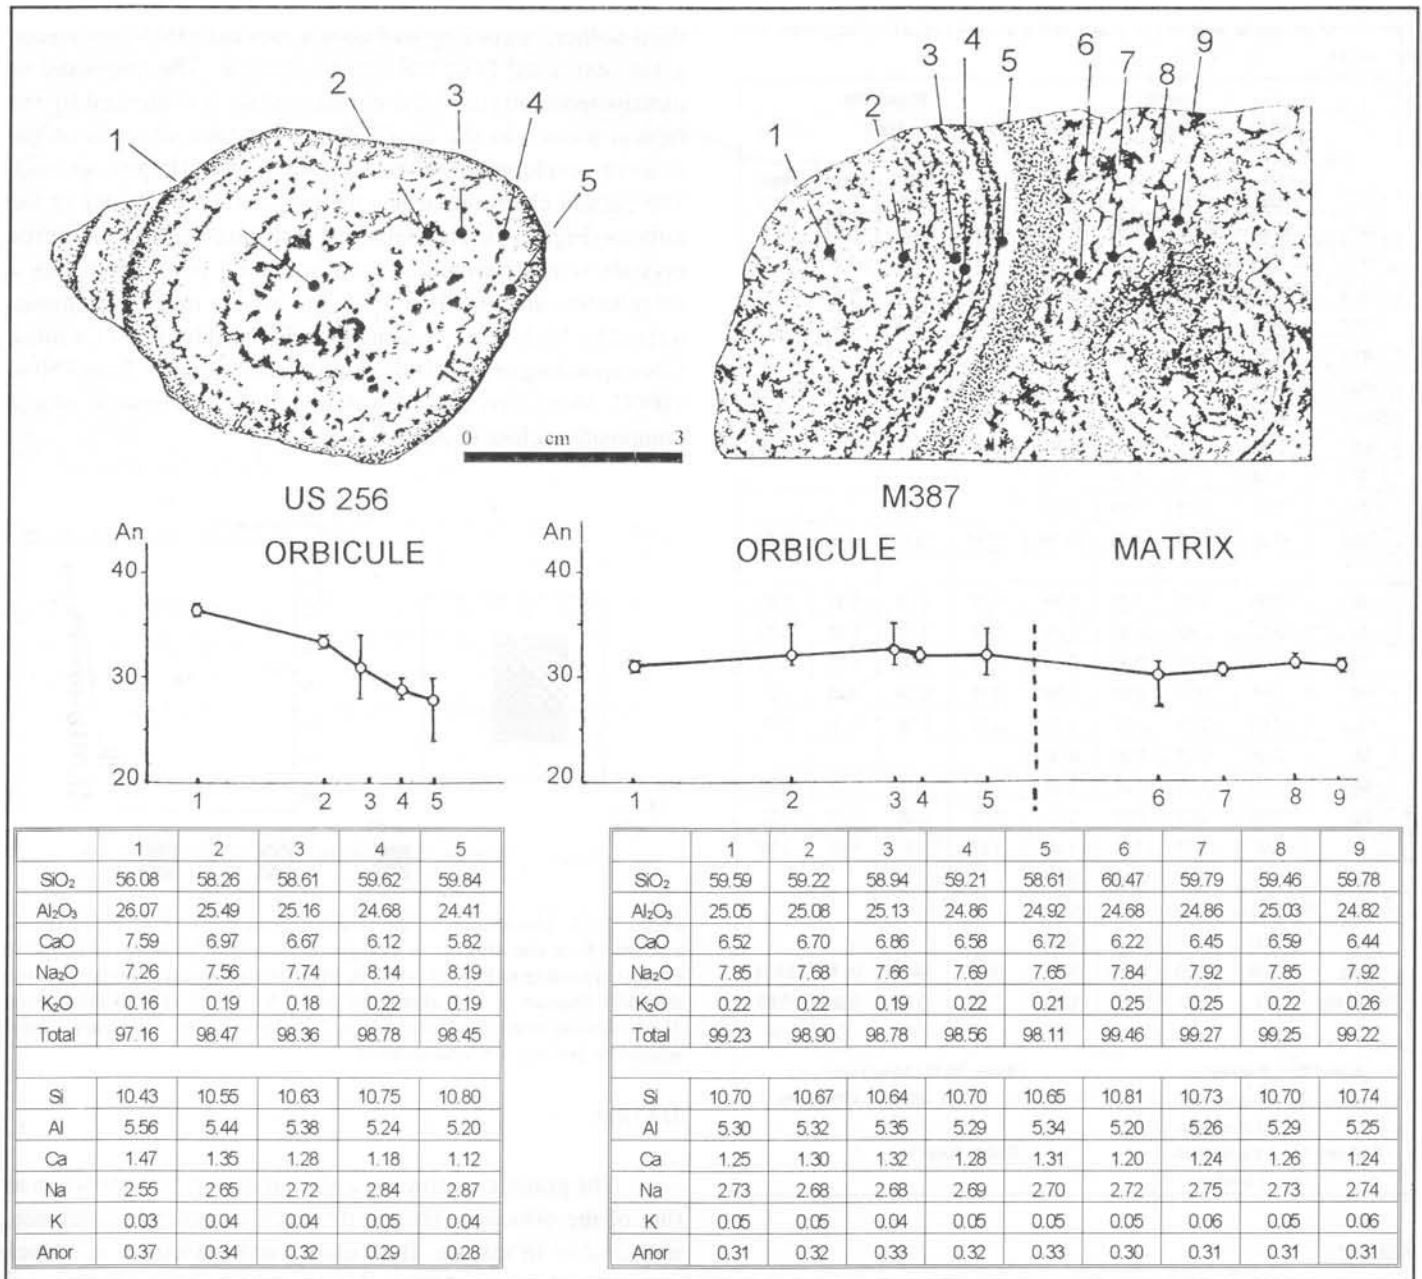 1 2 3 4 5
0 cm 3
US 256
1 2 3 4 5 6 7 8 9
M387
An
ORBICULE
40
30
20
1 2 3 4 5
An
ORBICULE MATRIX
40
30
20
1 2 3 4 5 6 7 8 9
1 2 3 4 5
SiO₂ 56.08 58.26 58.61 59.62 59.84
Al₂O₃ 26.07 25.49 25.16 24.68 24.41
CaO 7.59 6.97 6.67 6.12 5.82
Na₂O 7.26 7.56 7.74 8.14 8.19
K₂O 0.16 0.19 0.18 0.22 0.19
Total 97.16 98.47 98.36 98.78 98.45
Si 10.43 10.55 10.63 10.75 10.80
Al 5.56 5.44 5.38 5.24 5.20
Ca 1.47 1.35 1.28 1.18 1.12
Na 2.55 2.65 2.72 2.84 2.87
K 0.03 0.04 0.04 0.05 0.04
Anor 0.37 0.34 0.32 0.29 0.28
1 2 3 4 5 6 7 8 9
SiO₂ 59.59 59.22 58.94 59.21 58.61 60.47 59.79 59.46 59.78
Al₂O₃ 25.05 25.08 25.13 24.86 24.92 24.68 24.86 25.03 24.82
CaO 6.52 6.70 6.86 6.58 6.72 6.22 6.45 6.59 6.44
Na₂O 7.85 7.68 7.66 7.69 7.65 7.84 7.92 7.85 7.92
K₂O 0.22 0.22 0.19 0.22 0.21 0.25 0.25 0.22 0.26
Total 99.23 98.90 98.78 98.56 98.11 99.46 99.27 99.25 99.22
Si 10.70 10.67 10.64 10.70 10.65 10.81 10.73 10.70 10.74
Al 5.30 5.32 5.35 5.29 5.34 5.20 5.26 5.29 5.25
Ca 1.25 1.30 1.32 1.28 1.31 1.20 1.24 1.26 1.24
Na 2.73 2.68 2.68 2.69 2.70 2.72 2.75 2.73 2.74
K 0.05 0.05 0.04 0.05 0.05 0.05 0.06 0.05 0.06
Anor 0.31 0.32 0.33 0.32 0.33 0.30 0.31 0.31 0.31